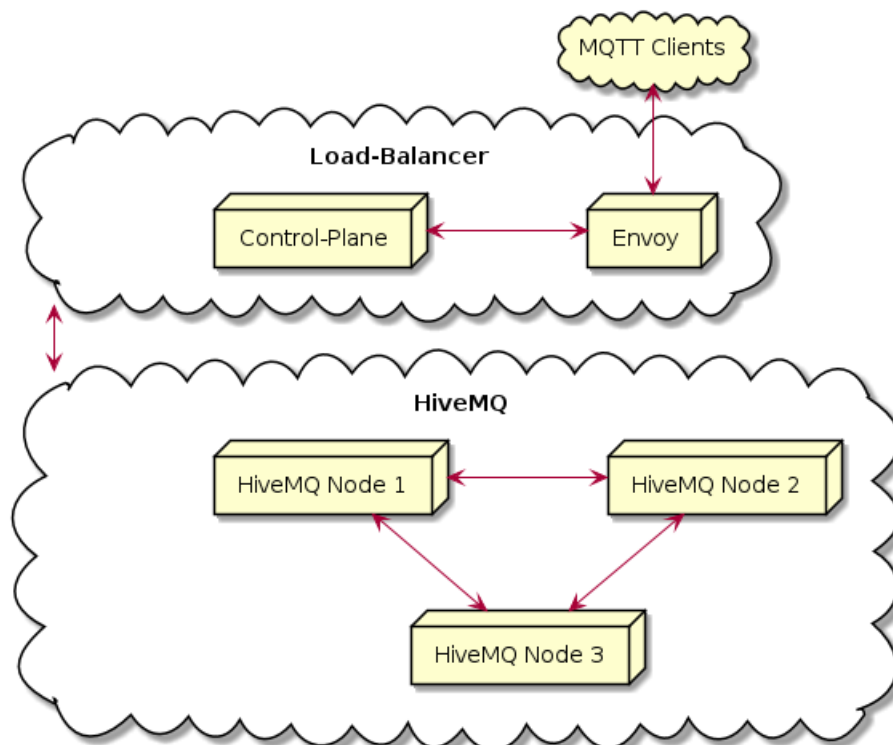 MQTT Clients
Load-Balancer
Control-Plane
Envoy
HiveMQ
HiveMQ Node 1
HiveMQ Node 2
HiveMQ Node 3